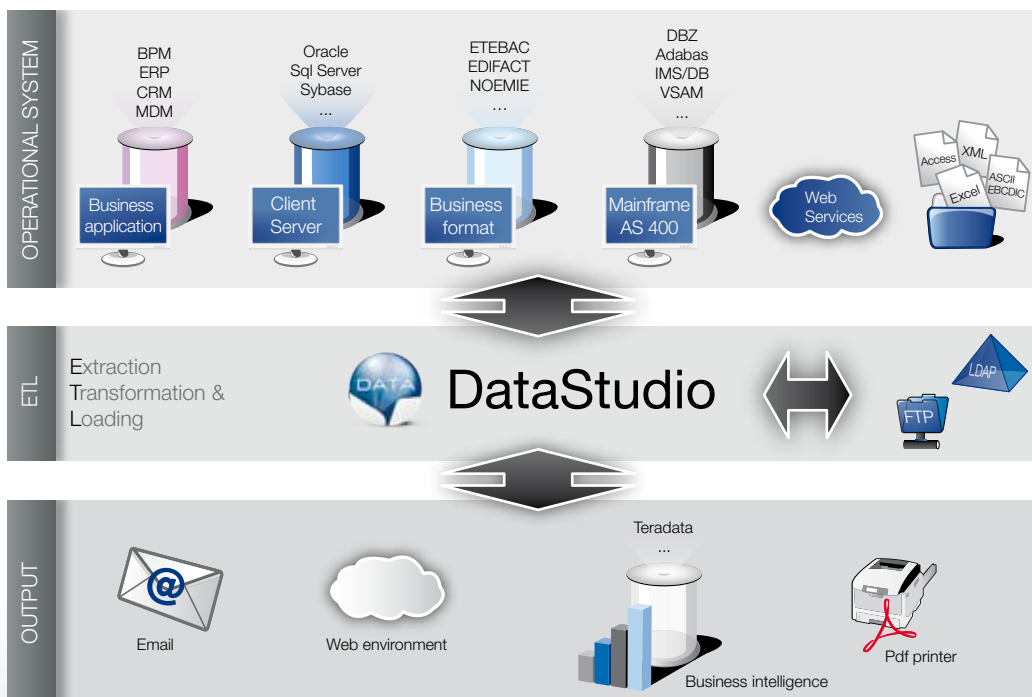 OPERATIONAL SYSTEM
BPM
ERP
CRM
MDM
Business
application
Oracle
Sql Server
Sybase
...
Client
Server
ETEBAC
EDIFACT
NOEMIE
...
Business
format
DBZ
Adabas
IMS/DB
VSAM
...
Mainframe
AS 400
Web
Services
Access
XML
ASCII
EBCDIC
Excel
ETL
Extraction
Transformation &
Loading
DATA
DataStudio
LDAP
FTP
OUTPUT
@
Email
Web environment
Teradata
...
Business intelligence
Pdf printer